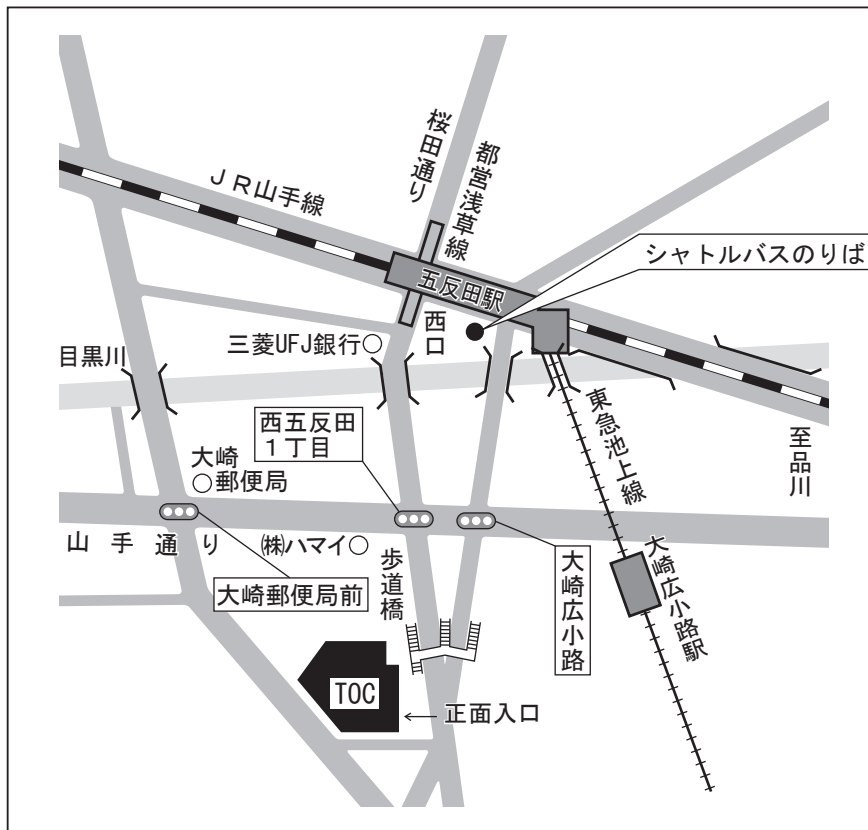 桜田通り
都営浅草線
ＪＲ山手線
シャトルバスのりば
五反田駅
西口
三菱UFJ銀行
目黒川
西五反田
１丁目
東急池上線
至品川
大崎
郵便局
山手通り
㈱ハマイ
歩道橋
大崎広小路
大崎広小路駅
大崎郵便局前
TOC
正面入口